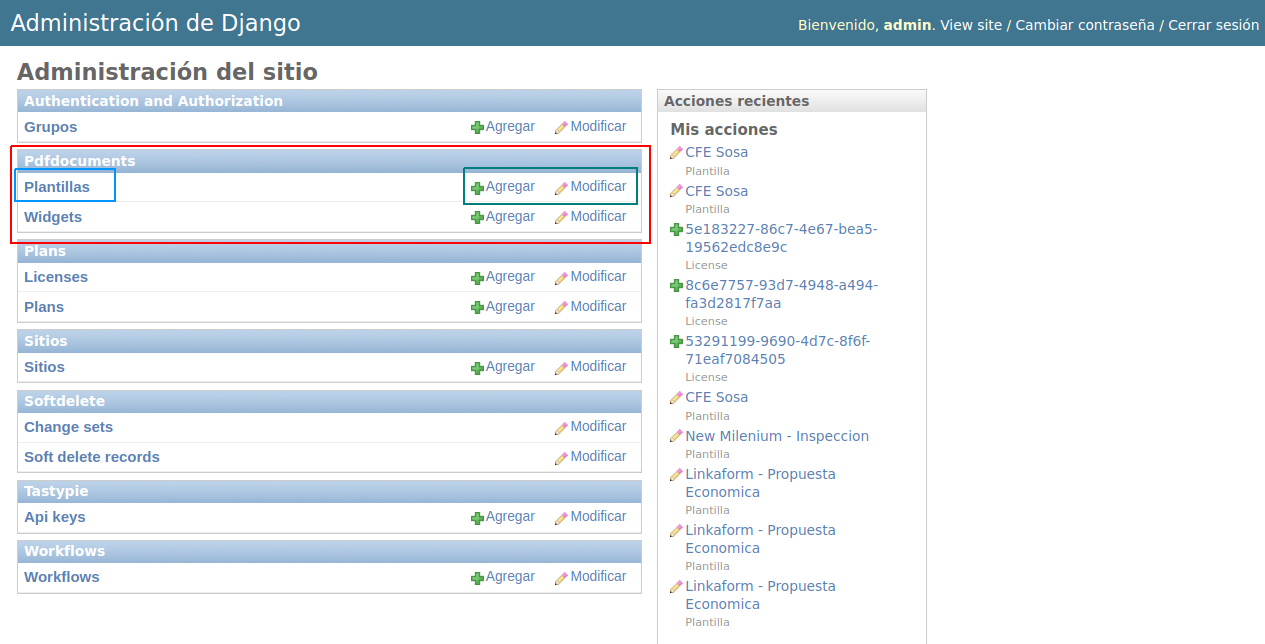 Administración de Django
Bienvenido, admin. View site / Cambiar contraseña / Cerrar sesión
Administración del sitio
Authentication and Authorization
Grupos Agregar Modificar
Pdfdocuments
Plantillas Agregar Modificar
Widgets Agregar Modificar
Plans
Licenses Agregar Modificar
Plans Agregar Modificar
Sitios
Sitios Agregar Modificar
Softdelete
Change sets Modificar
Soft delete records Modificar
Tastypie
Api keys Agregar Modificar
Workflows
Workflows Agregar Modificar
Acciones recientes
Mis acciones
CFE Sosa
Plantilla
CFE Sosa
Plantilla
5e183227-86c7-4e67-bea5-
19562edc8e9c
License
8c6e7757-93d7-4948-a494-
fa3d2817f7aa
License
53291199-9690-4d7c-8f6f-
71eaf7084505
License
CFE Sosa
Plantilla
New Milenium - Inspeccion
Plantilla
Linkaform - Propuesta
Economica
Plantilla
Linkaform - Propuesta
Economica
Plantilla
Linkaform - Propuesta
Economica
Plantilla